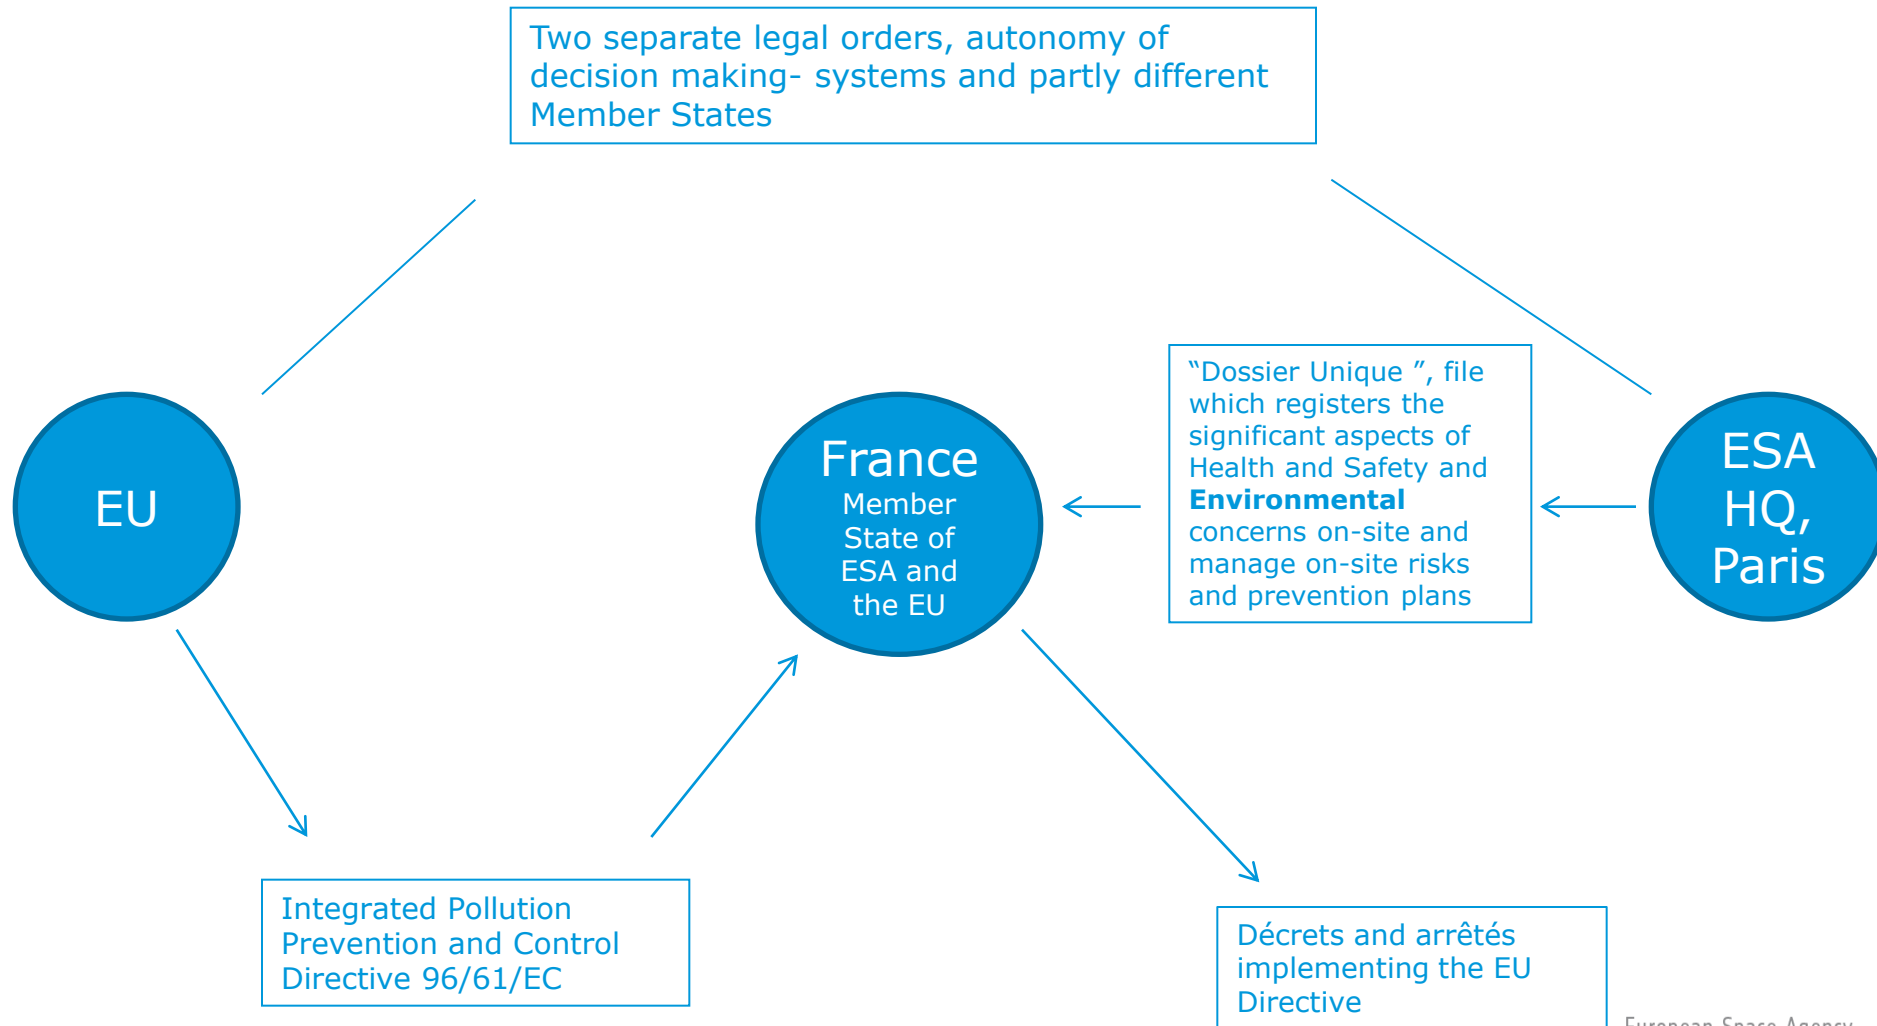 Two separate legal orders, autonomy of
decision making- systems and partly different
Member States
EU
France
Member
State of
ESA and
the EU
“Dossier Unique ”, file
which registers the
significant aspects of
Health and Safety and
Environmental
concerns on-site and
manage on-site risks
and prevention plans
ESA
HQ,
Paris
Integrated Pollution
Prevention and Control
Directive 96/61/EC
Décrets and arrêtés
implementing the EU
Directive
European Space Agency